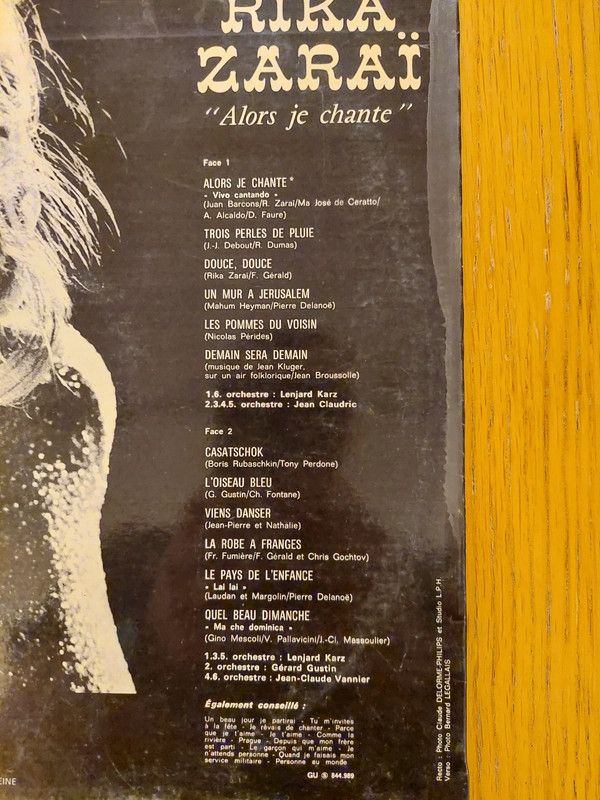 RIKA
ZARAÏ
"Alors je chante"
Face 1
ALORS JE CHANTE*
« Vivo cantando »
(Juan Barcons/R. Zaraï/Ma José de Ceratto/
A. Alcaldo/D. Faure)
TROIS PERLES DE PLUIE
(J.-J. Debout/R. Dumas)
DOUCE, DOUCE
(Rika Zaraï/F. Gérald)
UN MUR A JERUSALEM
(Mahum Heyman/Pierre Delanoë)
LES POMMES DU VOISIN
(Nicolas Pérides)
DEMAIN SERA DEMAIN
(musique de Jean Kluger,
sur un air folklorique/Jean Broussolle)
1.6. orchestre : Lenjard Karz
2.3.4.5. orchestre : Jean Claudric
Face 2
CASATSCHOK
(Boris Rubaschkin/Tony Perdone)
L'OISEAU BLEU
(G. Gustin/Ch. Fontane)
VIENS DANSER
(Jean-Pierre et Nathalie)
LA ROBE A FRANGES
(Fr. Fumière/F. Gérald et Chris Gochtov)
LE PAYS DE L'ENFANCE
« Lai lai »
(Laudan et Margolin/Pierre Delanoë)
QUEL BEAU DIMANCHE
« Ma che dominica »
(Gino Mescoli/V. Pallavicini/J.-Cl. Massoulier)
1.3.5. orchestre : Lenjard Karz
2. orchestre : Gérard Gustin
4.6. orchestre : Jean-Claude Vannier
Également conseillé :
Un beau jour je partirai - Tu m'invites
à la fête - Je rêvais de chanter - Parce
que je t'aime - Je t'aime - Comme la
rivière - Prague - Depuis que mon frère
est parti - Le garçon qui m'aime - Je
n'attends personne - Quand je faisais mon
service militaire - Personne au monde
GU Ⓢ 844.989
Recto : Photo Claude DELORME-PHILIPS et Studio L.P.H.
Verso : Photo Bernard LEGALLAIS
EINE